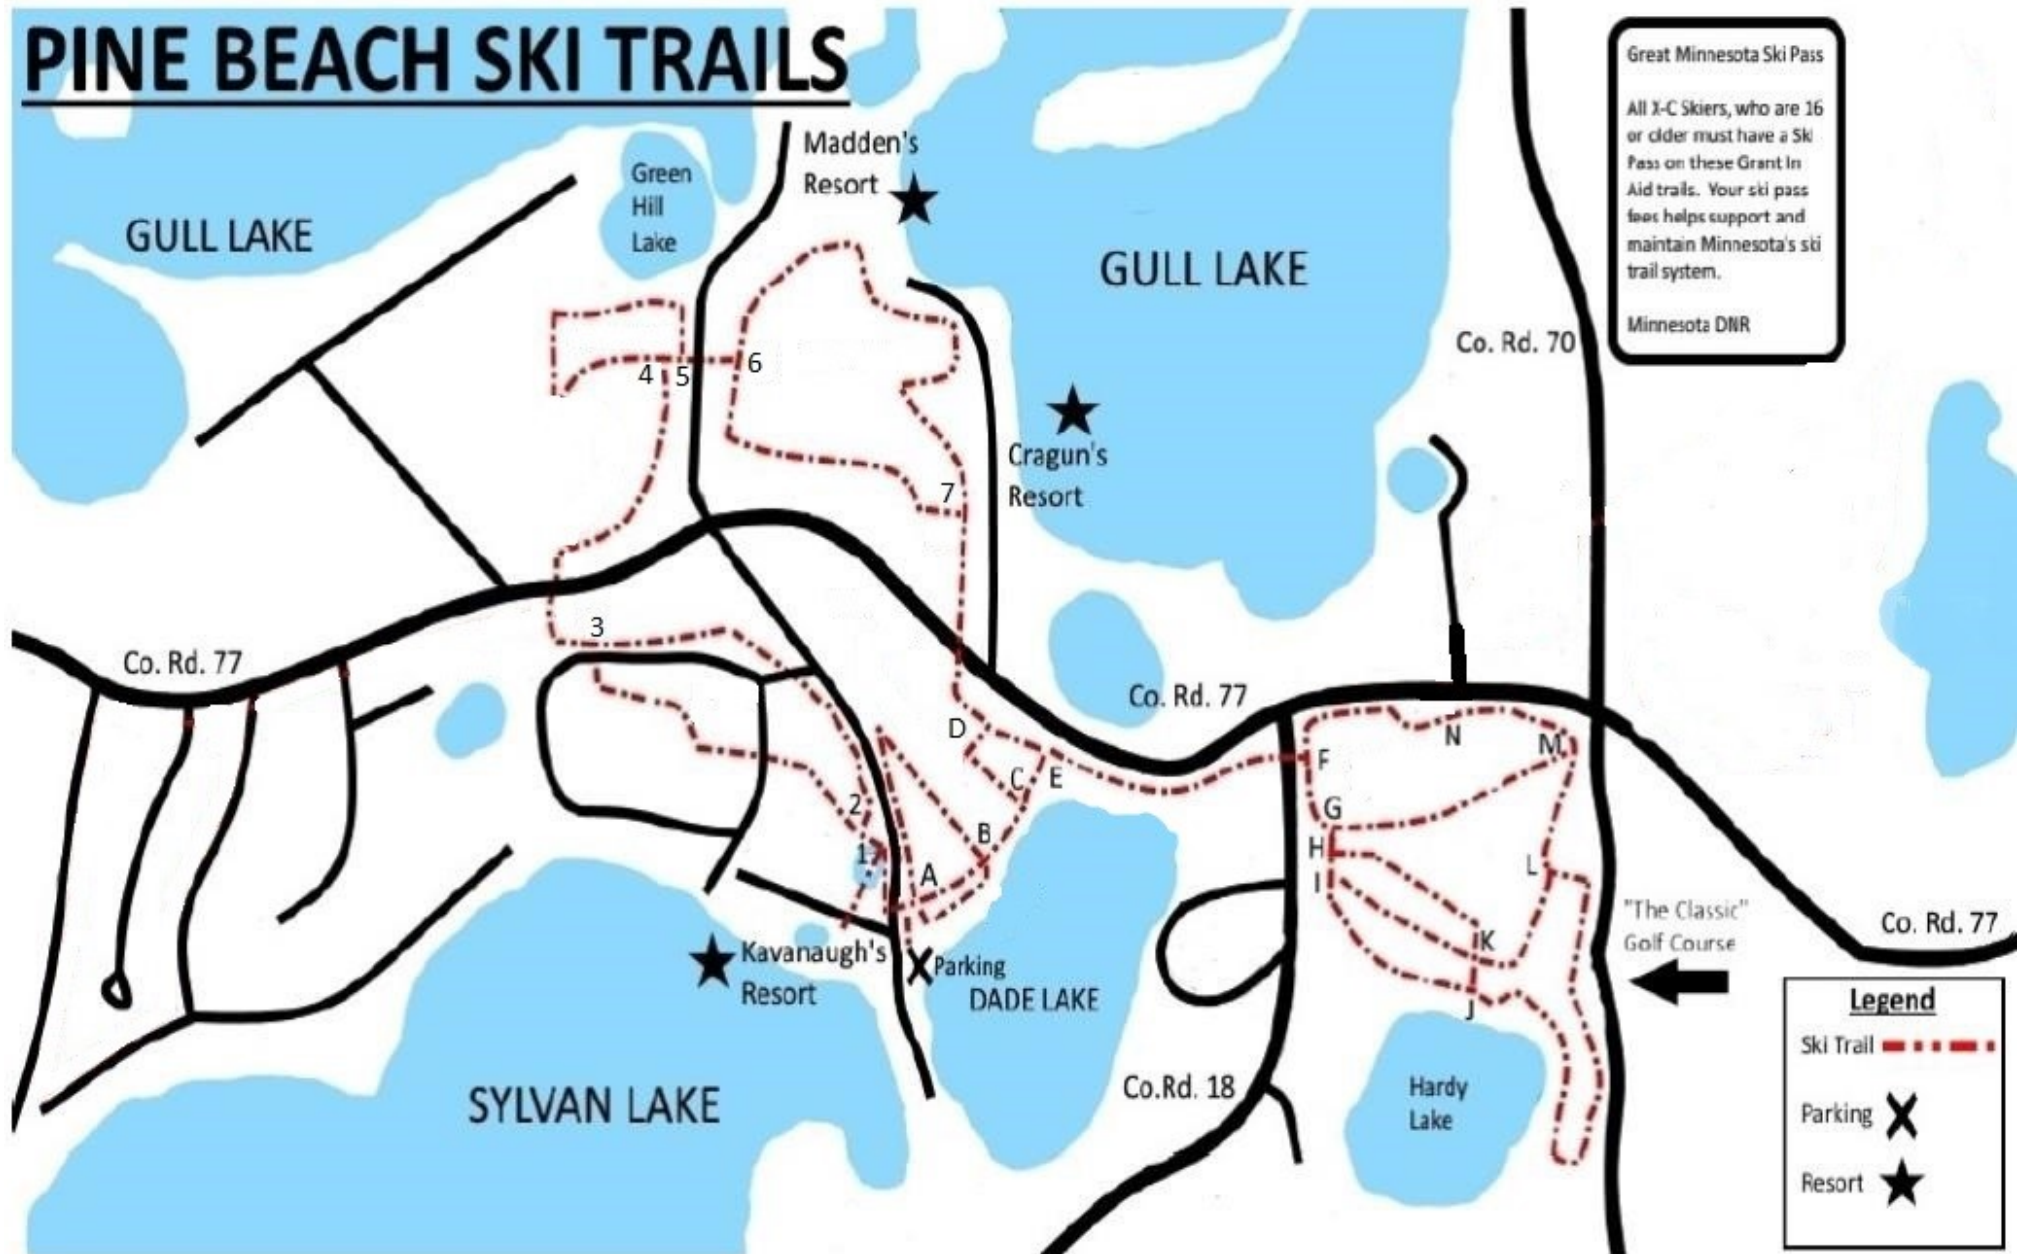 PINE BEACH SKI TRAILS
Great Minnesota Ski Pass
All X-C Skiers, who are 16
or older must have a Ski
Pass on these Grant In
Aid trails. Your ski pass
fees helps support and
maintain Minnesota's ski
trail system.
Minnesota DNR
Madden's
Resort
Green
Hill
Lake
GULL LAKE
GULL LAKE
Co. Rd. 70
4
5
6
Cragun's
Resort
7
3
Co. Rd. 77
Co. Rd. 77
D
C
E
F
N
M
2
1
B
A
G
H
I
L
K
J
"The Classic"
Golf Course
Co. Rd. 77
Kavanaugh's
Resort
Parking
DADE LAKE
SYLVAN LAKE
Co.Rd. 18
Hardy
Lake
Legend
Ski Trail
Parking
Resort